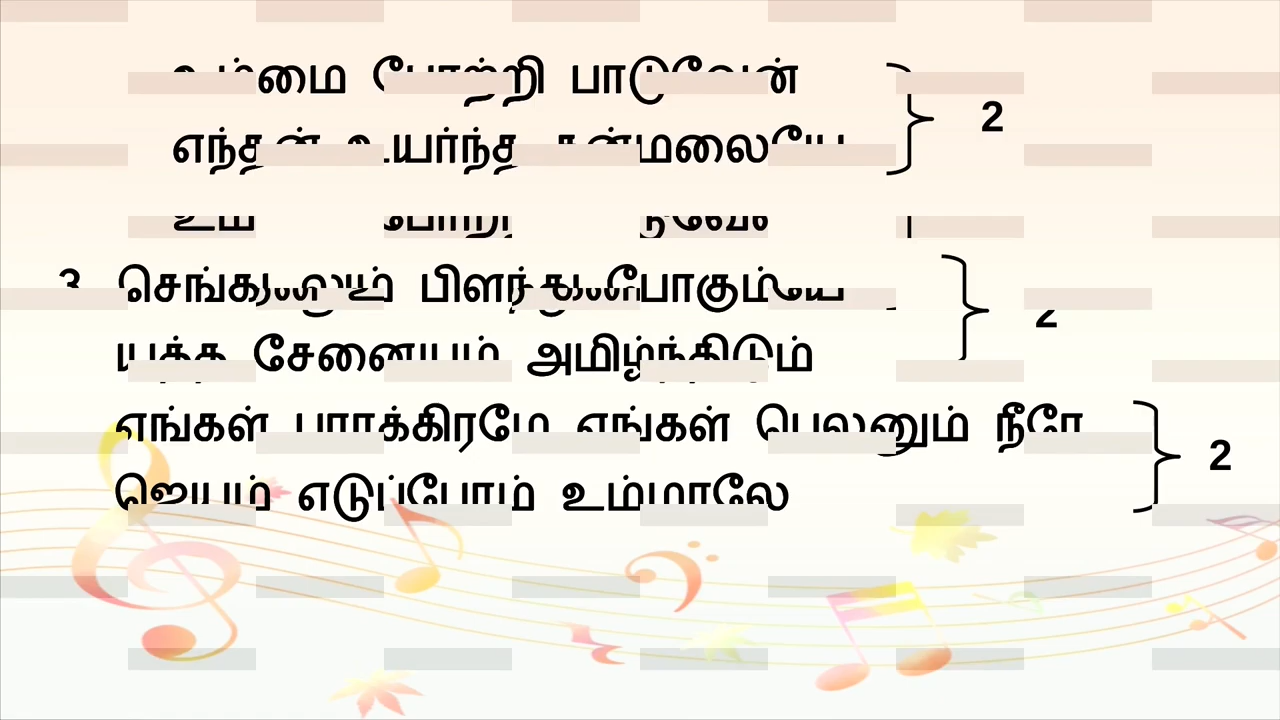 உம்மை போற்றி பாடுவேன்
எந்தன் உயர்ந்த கன்மலையே
2
3 செங்கடலும் பிளந்து போகும்
யுத்த சேனையும் அமிழ்ந்திடும்
2
எங்கள் பராக்கிரமே எங்கள் பெலனும் நீரே
ஜெயம் எடுப்போம் உம்மாலே
2